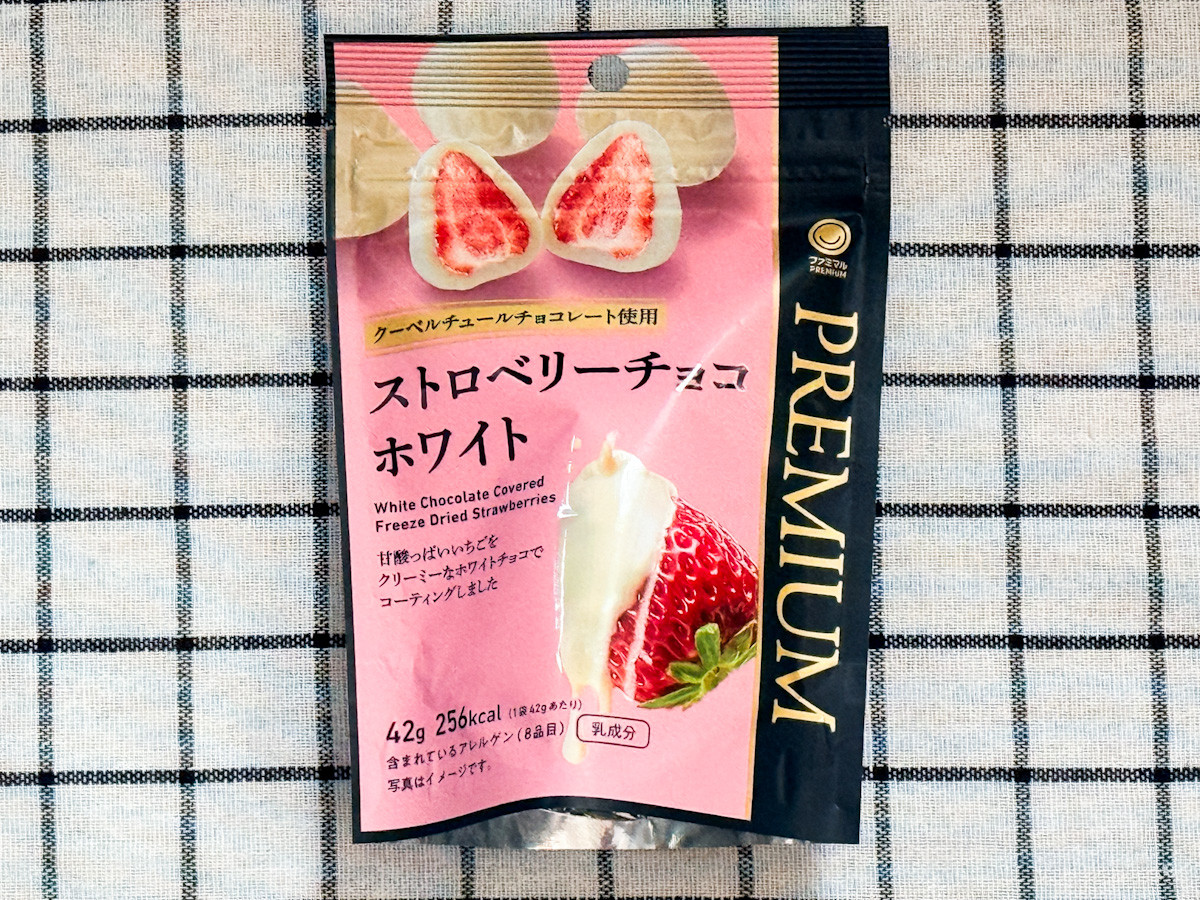 クーベルチュールチョコレート使用
ストロベリーチョコ
ホワイト
White Chocolate Covered
Freeze Dried Strawberries
甘酸っぱいいちごを
クリーミーなホワイトチョコで
コーティングしました
42g 256kcal (1袋42gあたり)
含まれているアレルゲン(8品目) 乳成分
写真はイメージです。
ファミマル
PREMIUM
PREMIUM